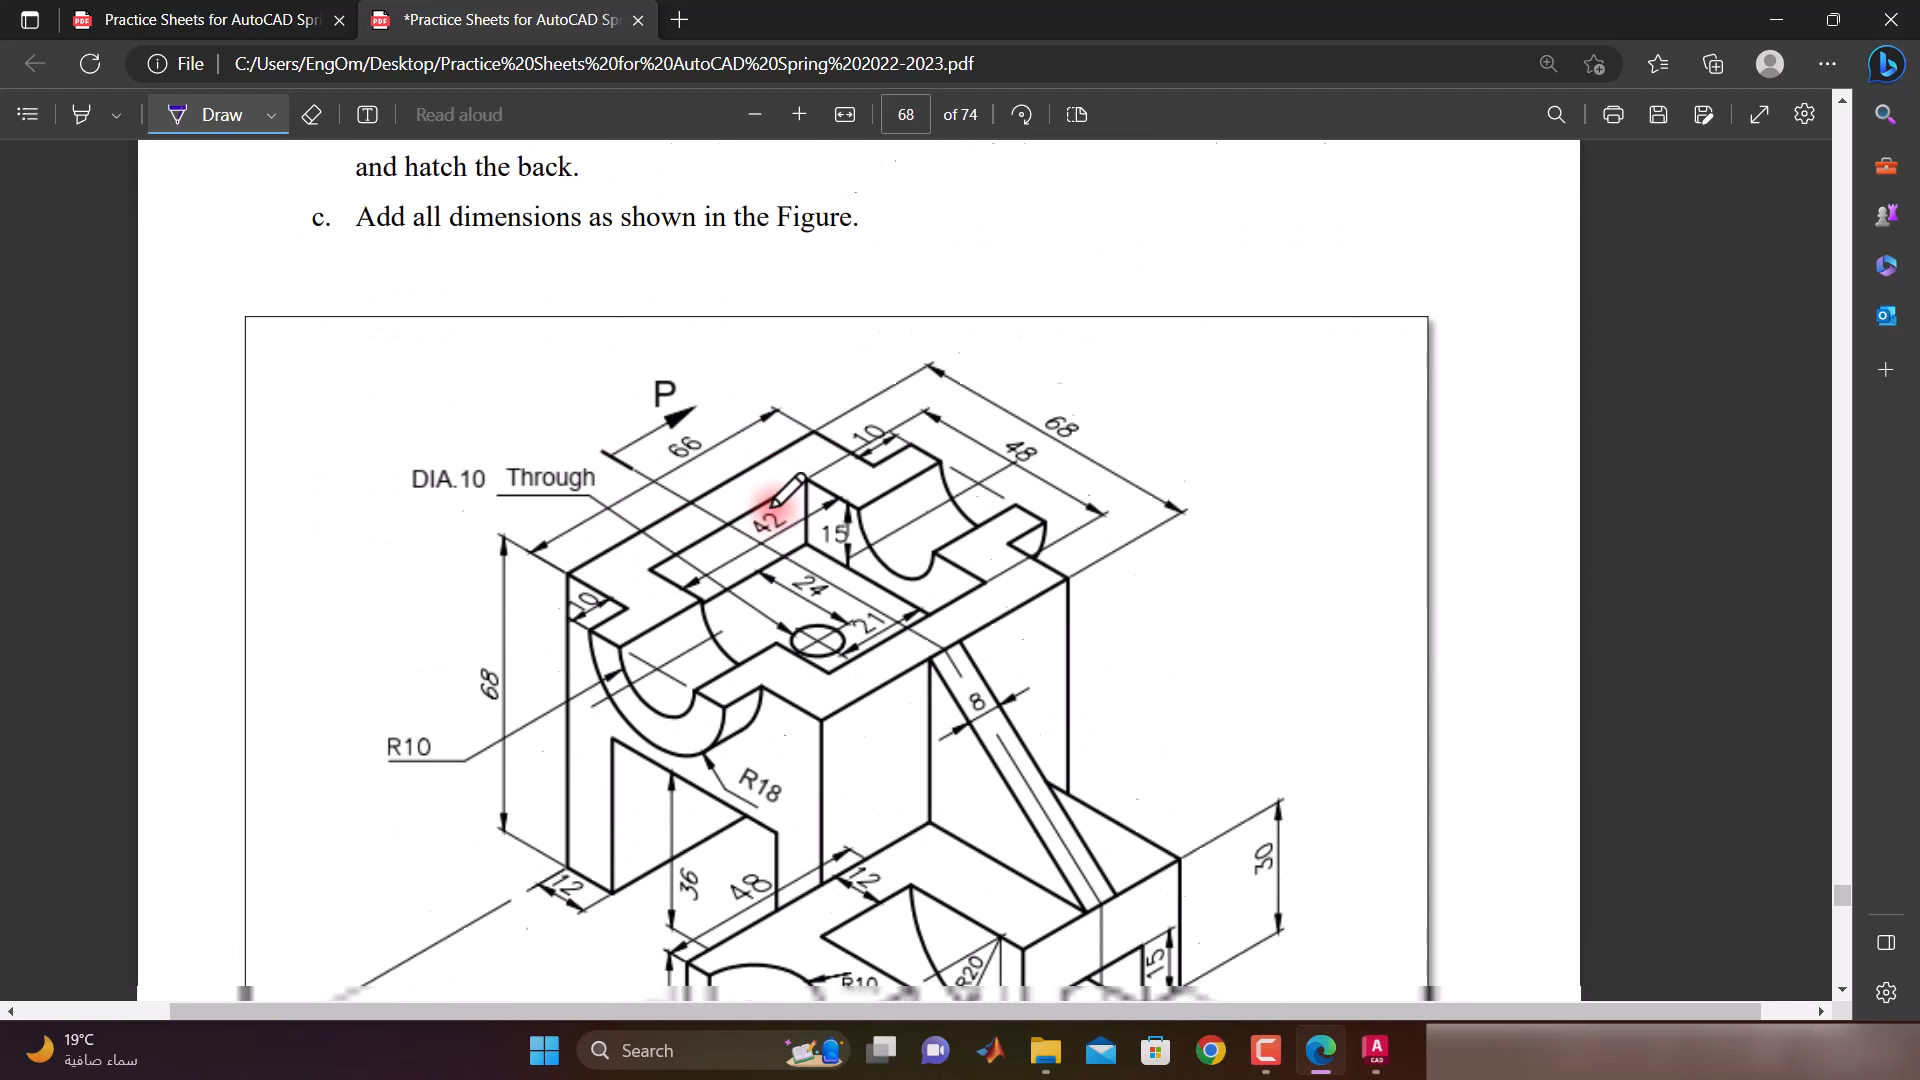 Practice Sheets for AutoCAD Spri
*Practice Sheets for AutoCAD Sp
File
C:/Users/EngOm/Desktop/Practice%20Sheets%20for%20AutoCAD%20Spring%202022-2023.pdf
Draw
Read aloud
68
of 74
and hatch the back.
c. Add all dimensions as shown in the Figure.
P
66
10
68
48
DIA.10 Through
42
15
24
21
10
68
8
R10
R18
12
36
48
12
30
R10
R20
15
19°C
سماء صافية
Search
CAD